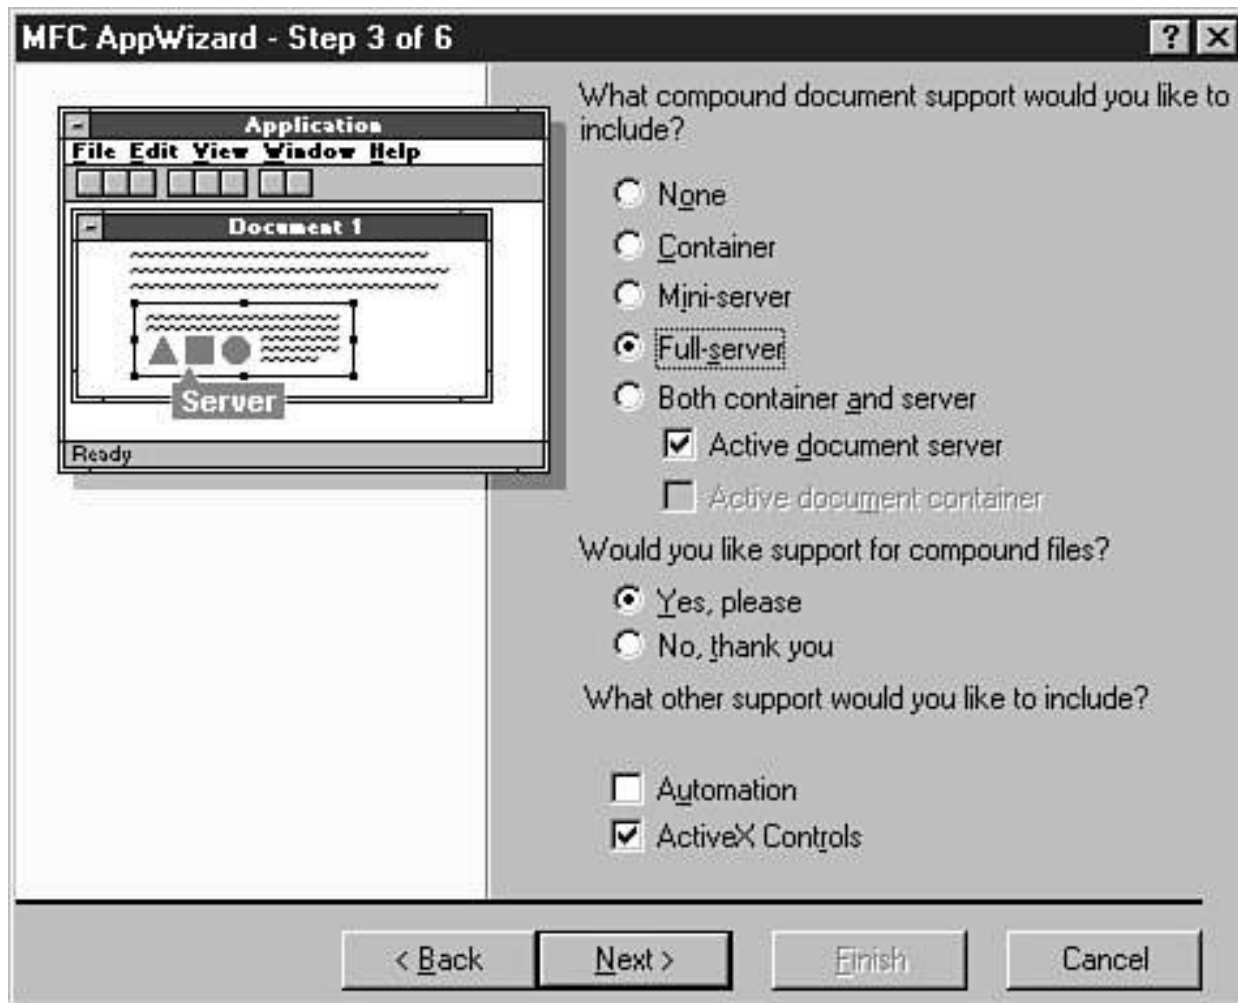 MFC AppWizard - Step 3 of 6
Application
File Edit View Window Help
Document 1
Server
Ready
What compound document support would you like to
include?
None
Container
Mini-server
Full-server
Both container and server
Active document server
Active document container
Would you like support for compound files?
Yes, please
No, thank you
What other support would you like to include?
Automation
ActiveX Controls
< Back
Next >
Finish
Cancel